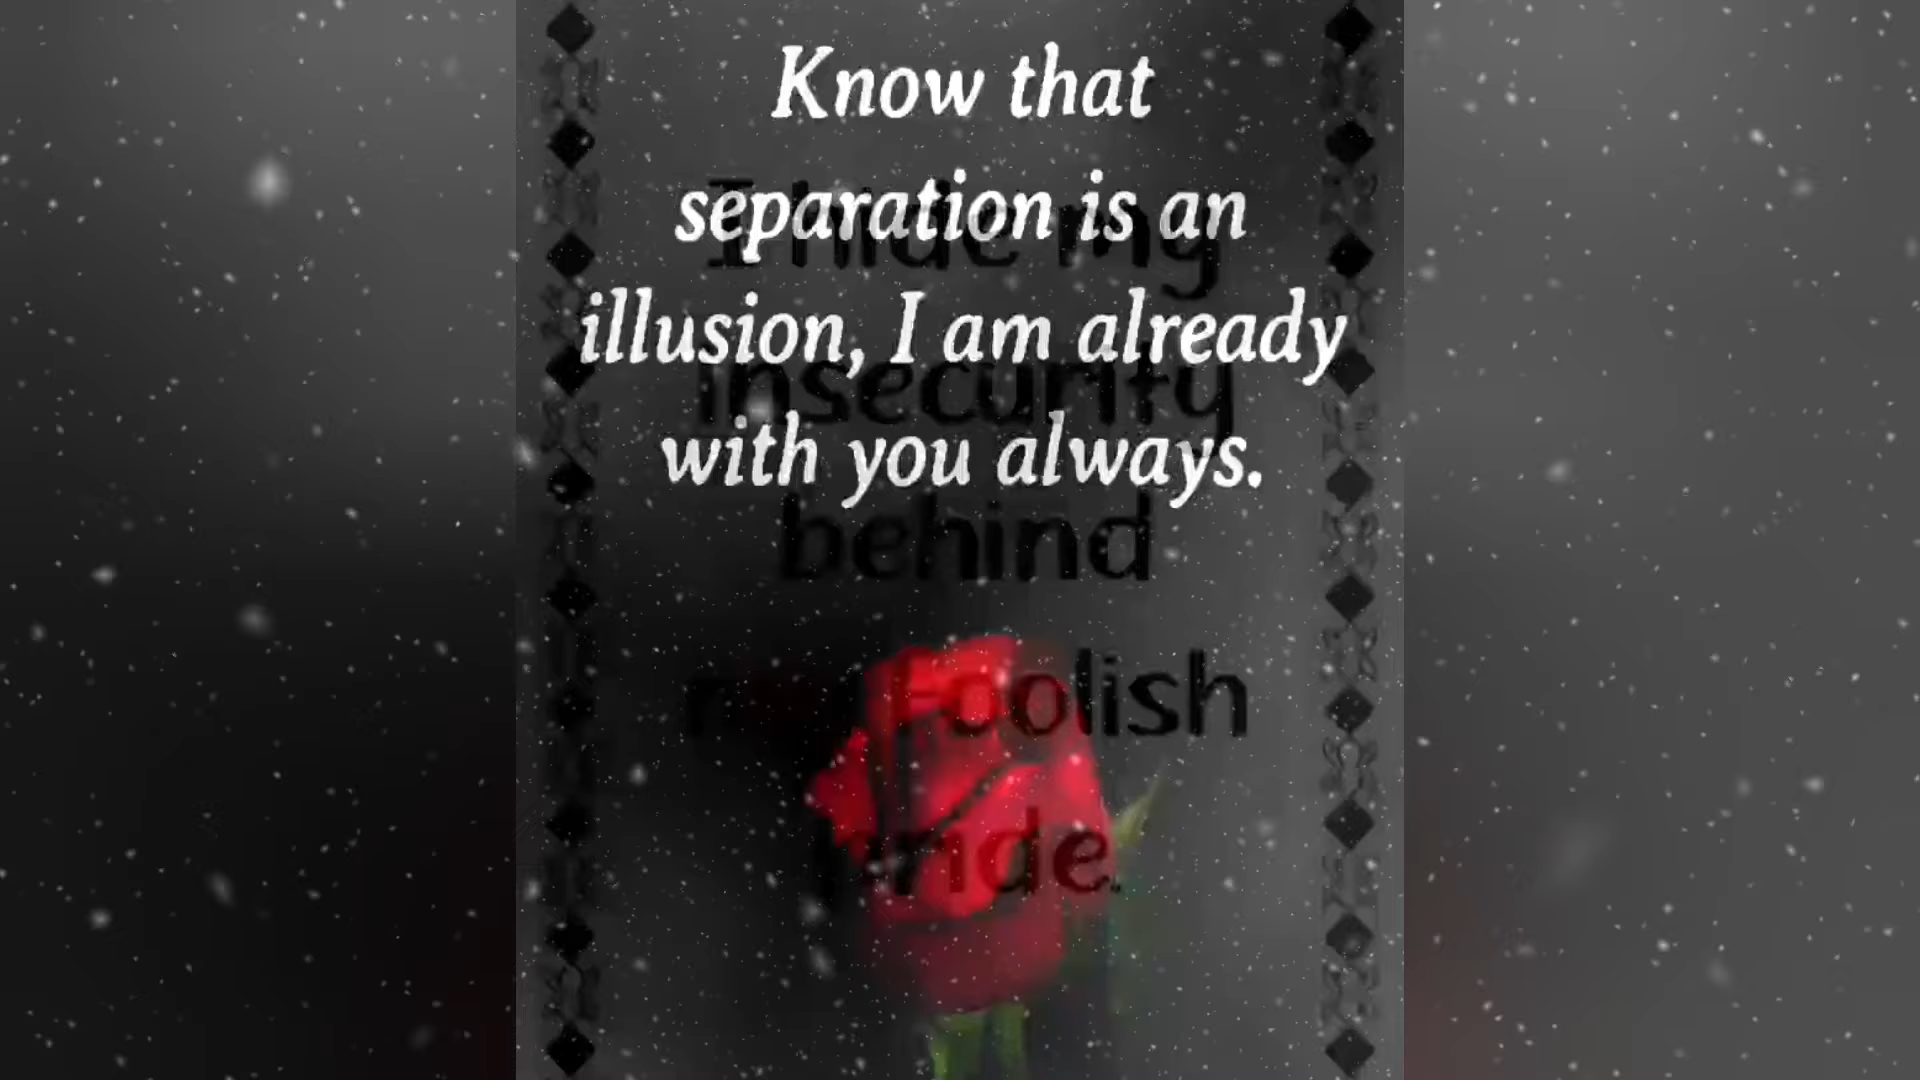 Know that
separation is an
illusion, I am already
with you always.
I hide my
insecurity
behind
foolish
pride.